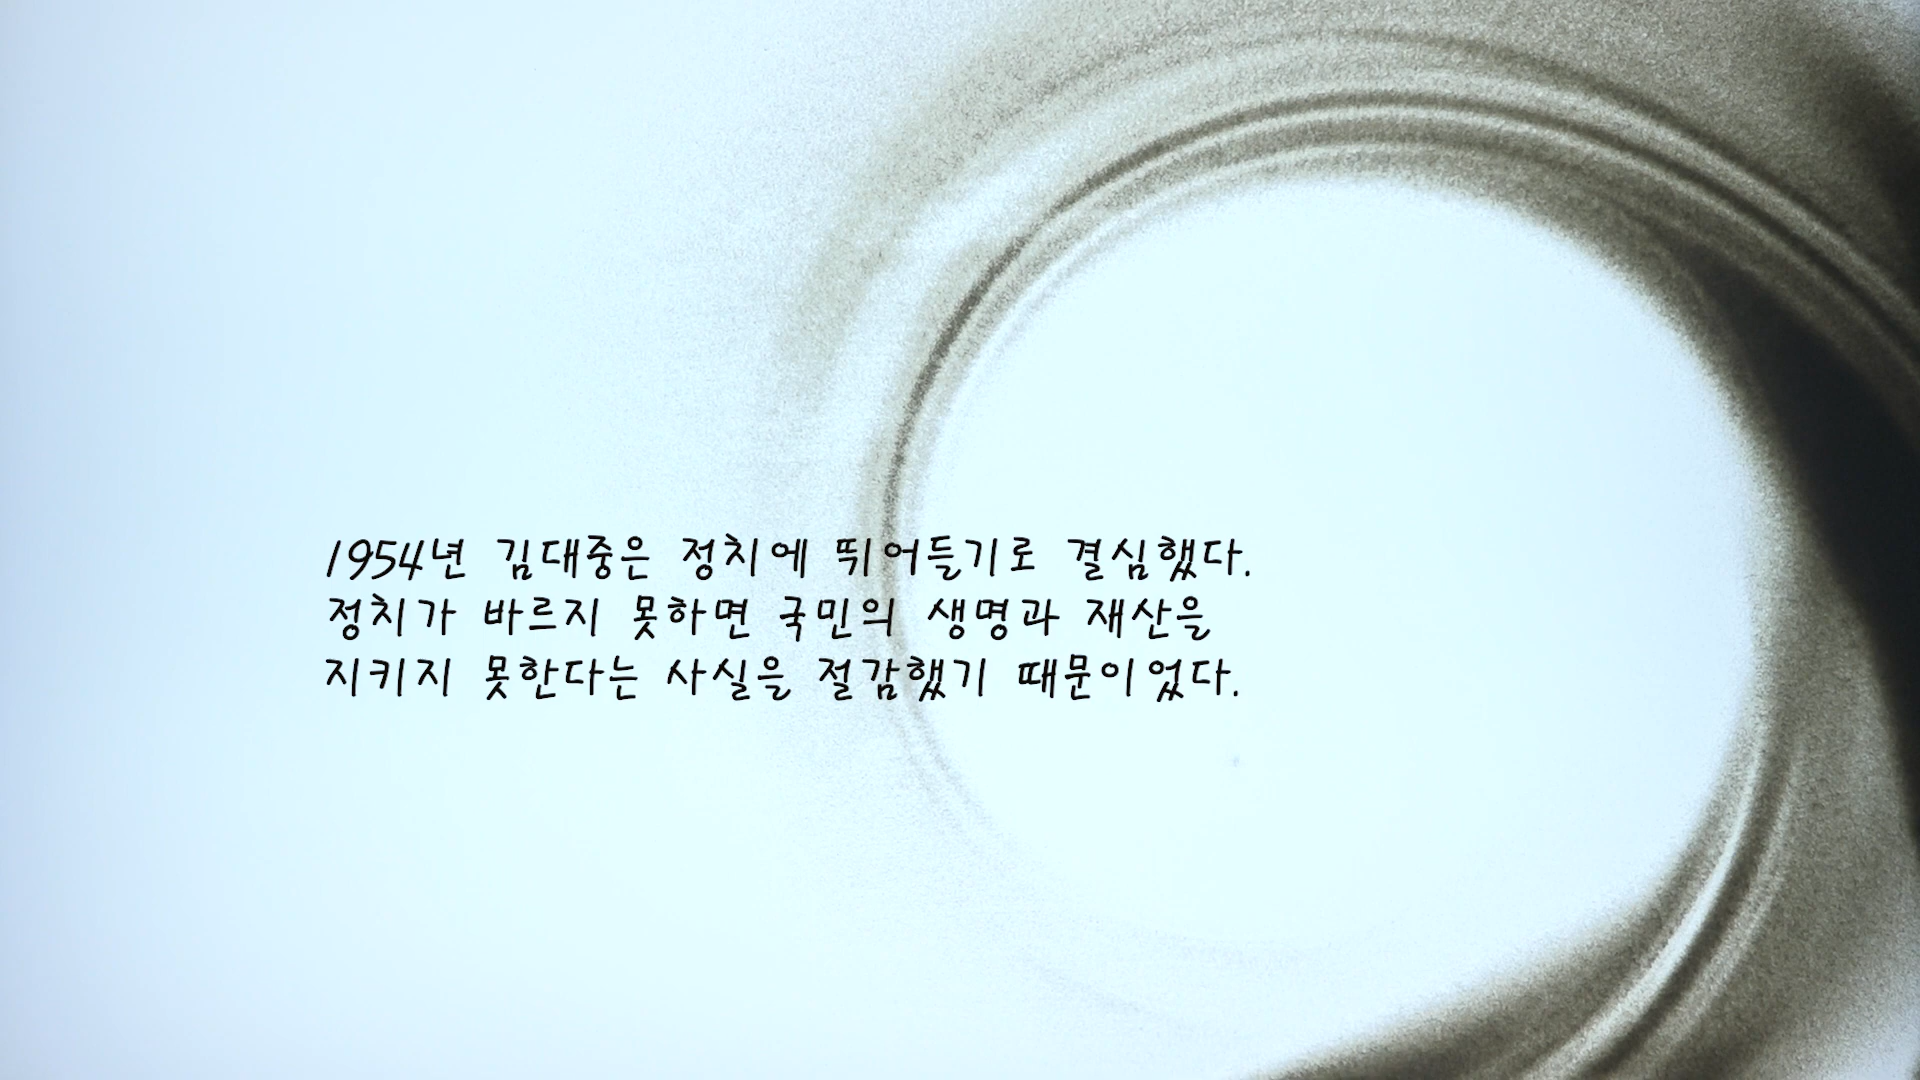 1954년 김대중은 정치에 뛰어들기로 결심했다.
정치가 바르지 못하면 국민의 생명과 재산을
지키지 못한다는 사실을 절감했기 때문이었다.